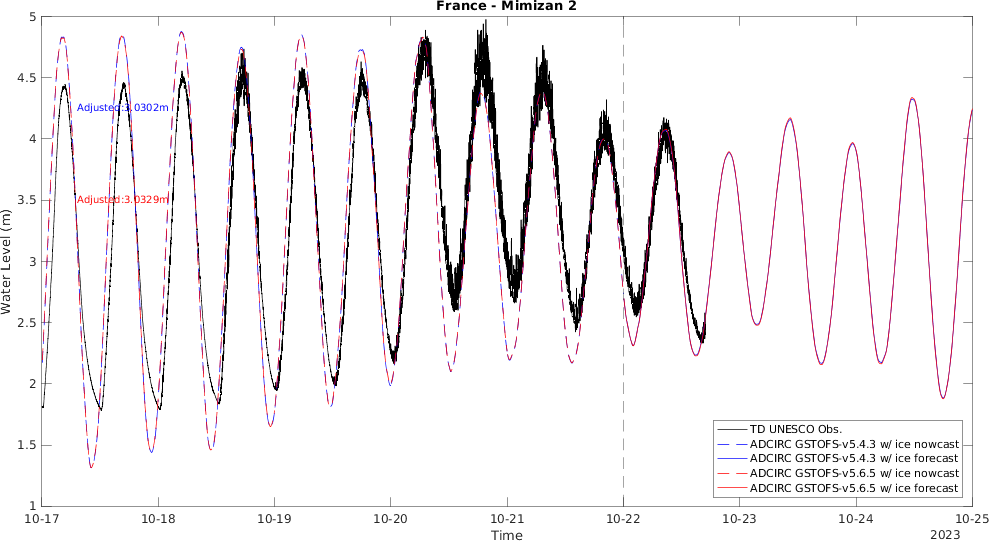 France - Mimizan 2
5
4.5
4
3.5
3
2.5
2
1.5
1
Water Level (m)
Adjusted:3.0302m
Adjusted:3.0329m
TD UNESCO Obs.
ADCIRC GSTOFS-v5.4.3 w/ ice nowcast
ADCIRC GSTOFS-v5.4.3 w/ ice forecast
ADCIRC GSTOFS-v5.6.5 w/ ice nowcast
ADCIRC GSTOFS-v5.6.5 w/ ice forecast
10-17 10-18 10-19 10-20 10-21 10-22 10-23 10-24 10-25
Time
2023